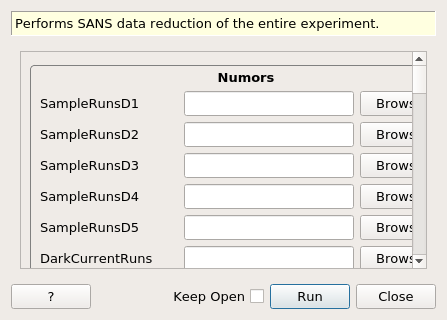 Performs SANS data reduction of the entire experiment.
Numors
SampleRunsD1 Brows
SampleRunsD2 Brows
SampleRunsD3 Brows
SampleRunsD4 Brows
SampleRunsD5 Brows
DarkCurrentRuns Brows
? Keep Open Run Close